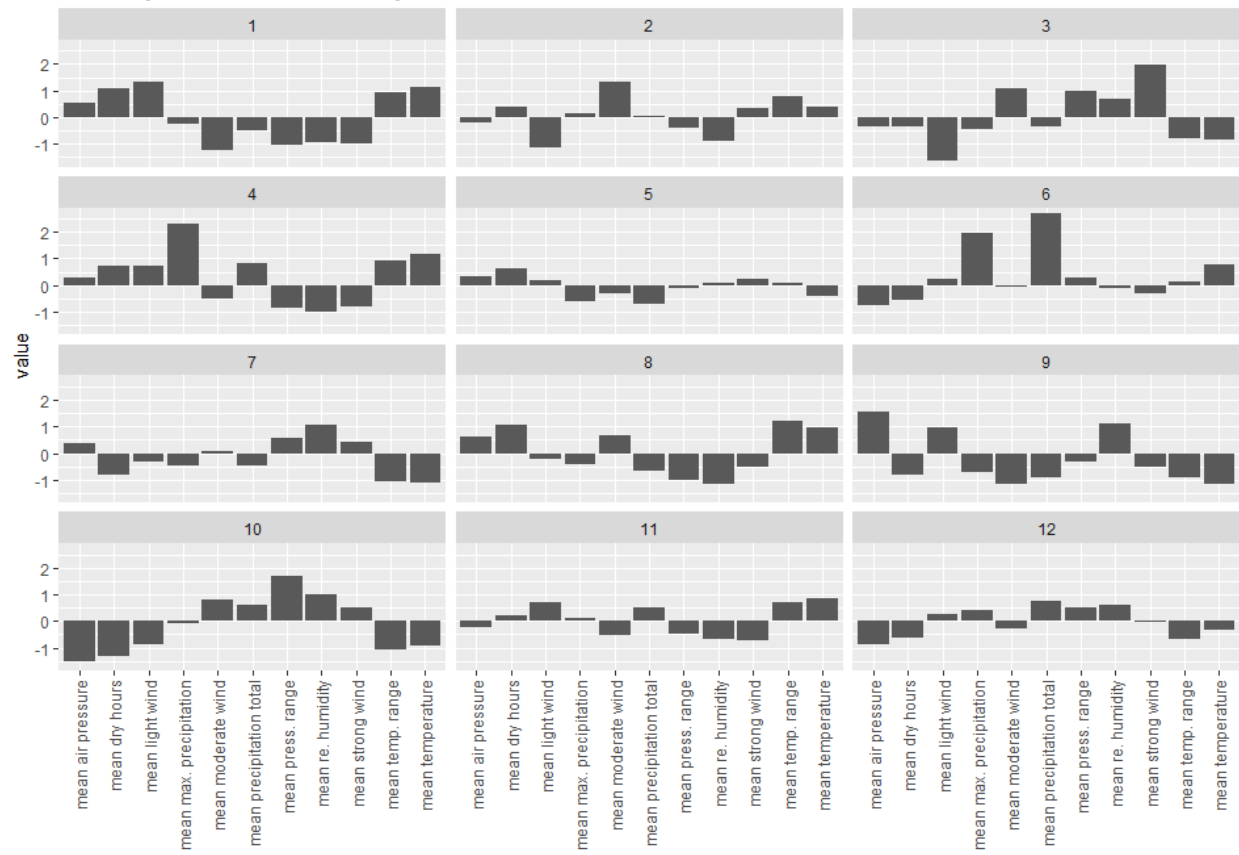 1 2 3
2
1
0
-1
4 5 6
2
1
0
-1
value
7 8 9
2
1
0
-1
10 11 12
2
1
0
-1
mean air pressure
mean dry hours
mean light wind
mean max. precipitation
mean moderate wind
mean precipitation total
mean press. range
mean re. humidity
mean strong wind
mean temp. range
mean temperature
mean air pressure
mean dry hours
mean light wind
mean max. precipitation
mean moderate wind
mean precipitation total
mean press. range
mean re. humidity
mean strong wind
mean temp. range
mean temperature
mean air pressure
mean dry hours
mean light wind
mean max. precipitation
mean moderate wind
mean precipitation total
mean press. range
mean re. humidity
mean strong wind
mean temp. range
mean temperature